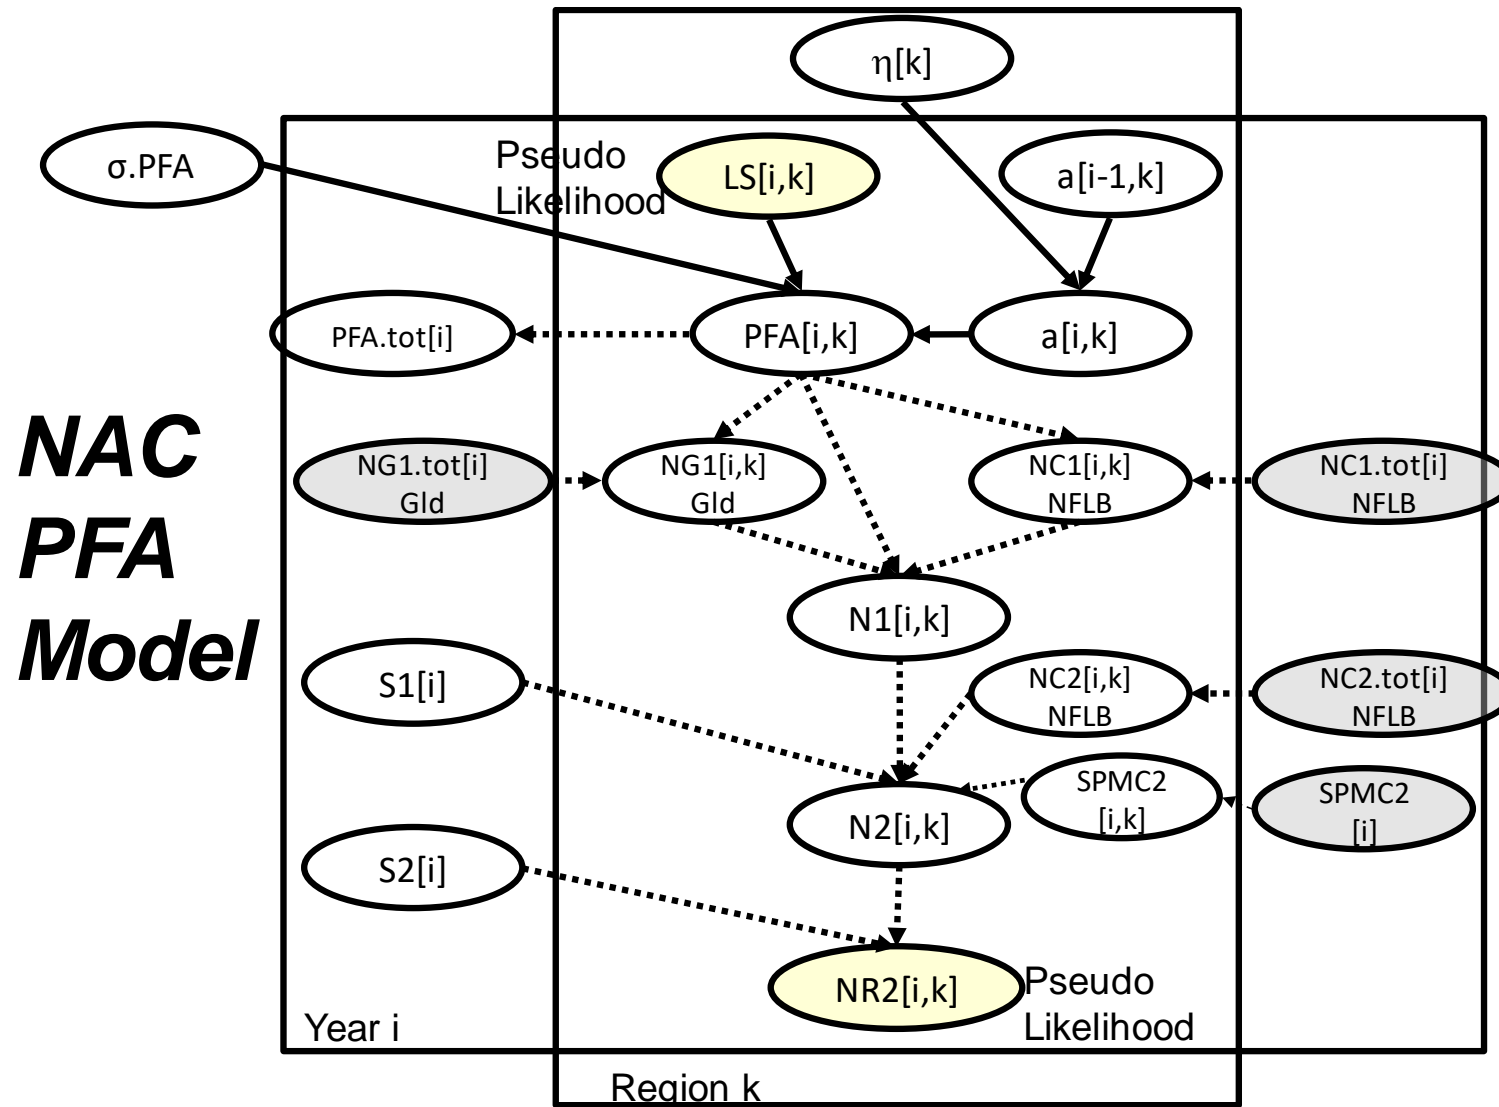 η[k]
σ.PFA
Pseudo
Likelihood
LS[i,k]
a[i-1,k]
PFA.tot[i]
PFA[i,k]
a[i,k]
NAC
PFA
Model
NG1.tot[i]
Gld
NG1[i,k]
Gld
NC1[i,k]
NFLB
NC1.tot[i]
NFLB
N1[i,k]
S1[i]
NC2[i,k]
NFLB
NC2.tot[i]
NFLB
SPMC2
[i,k]
SPMC2
[i]
N2[i,k]
S2[i]
NR2[i,k]
Pseudo
Likelihood
Year i
Region k